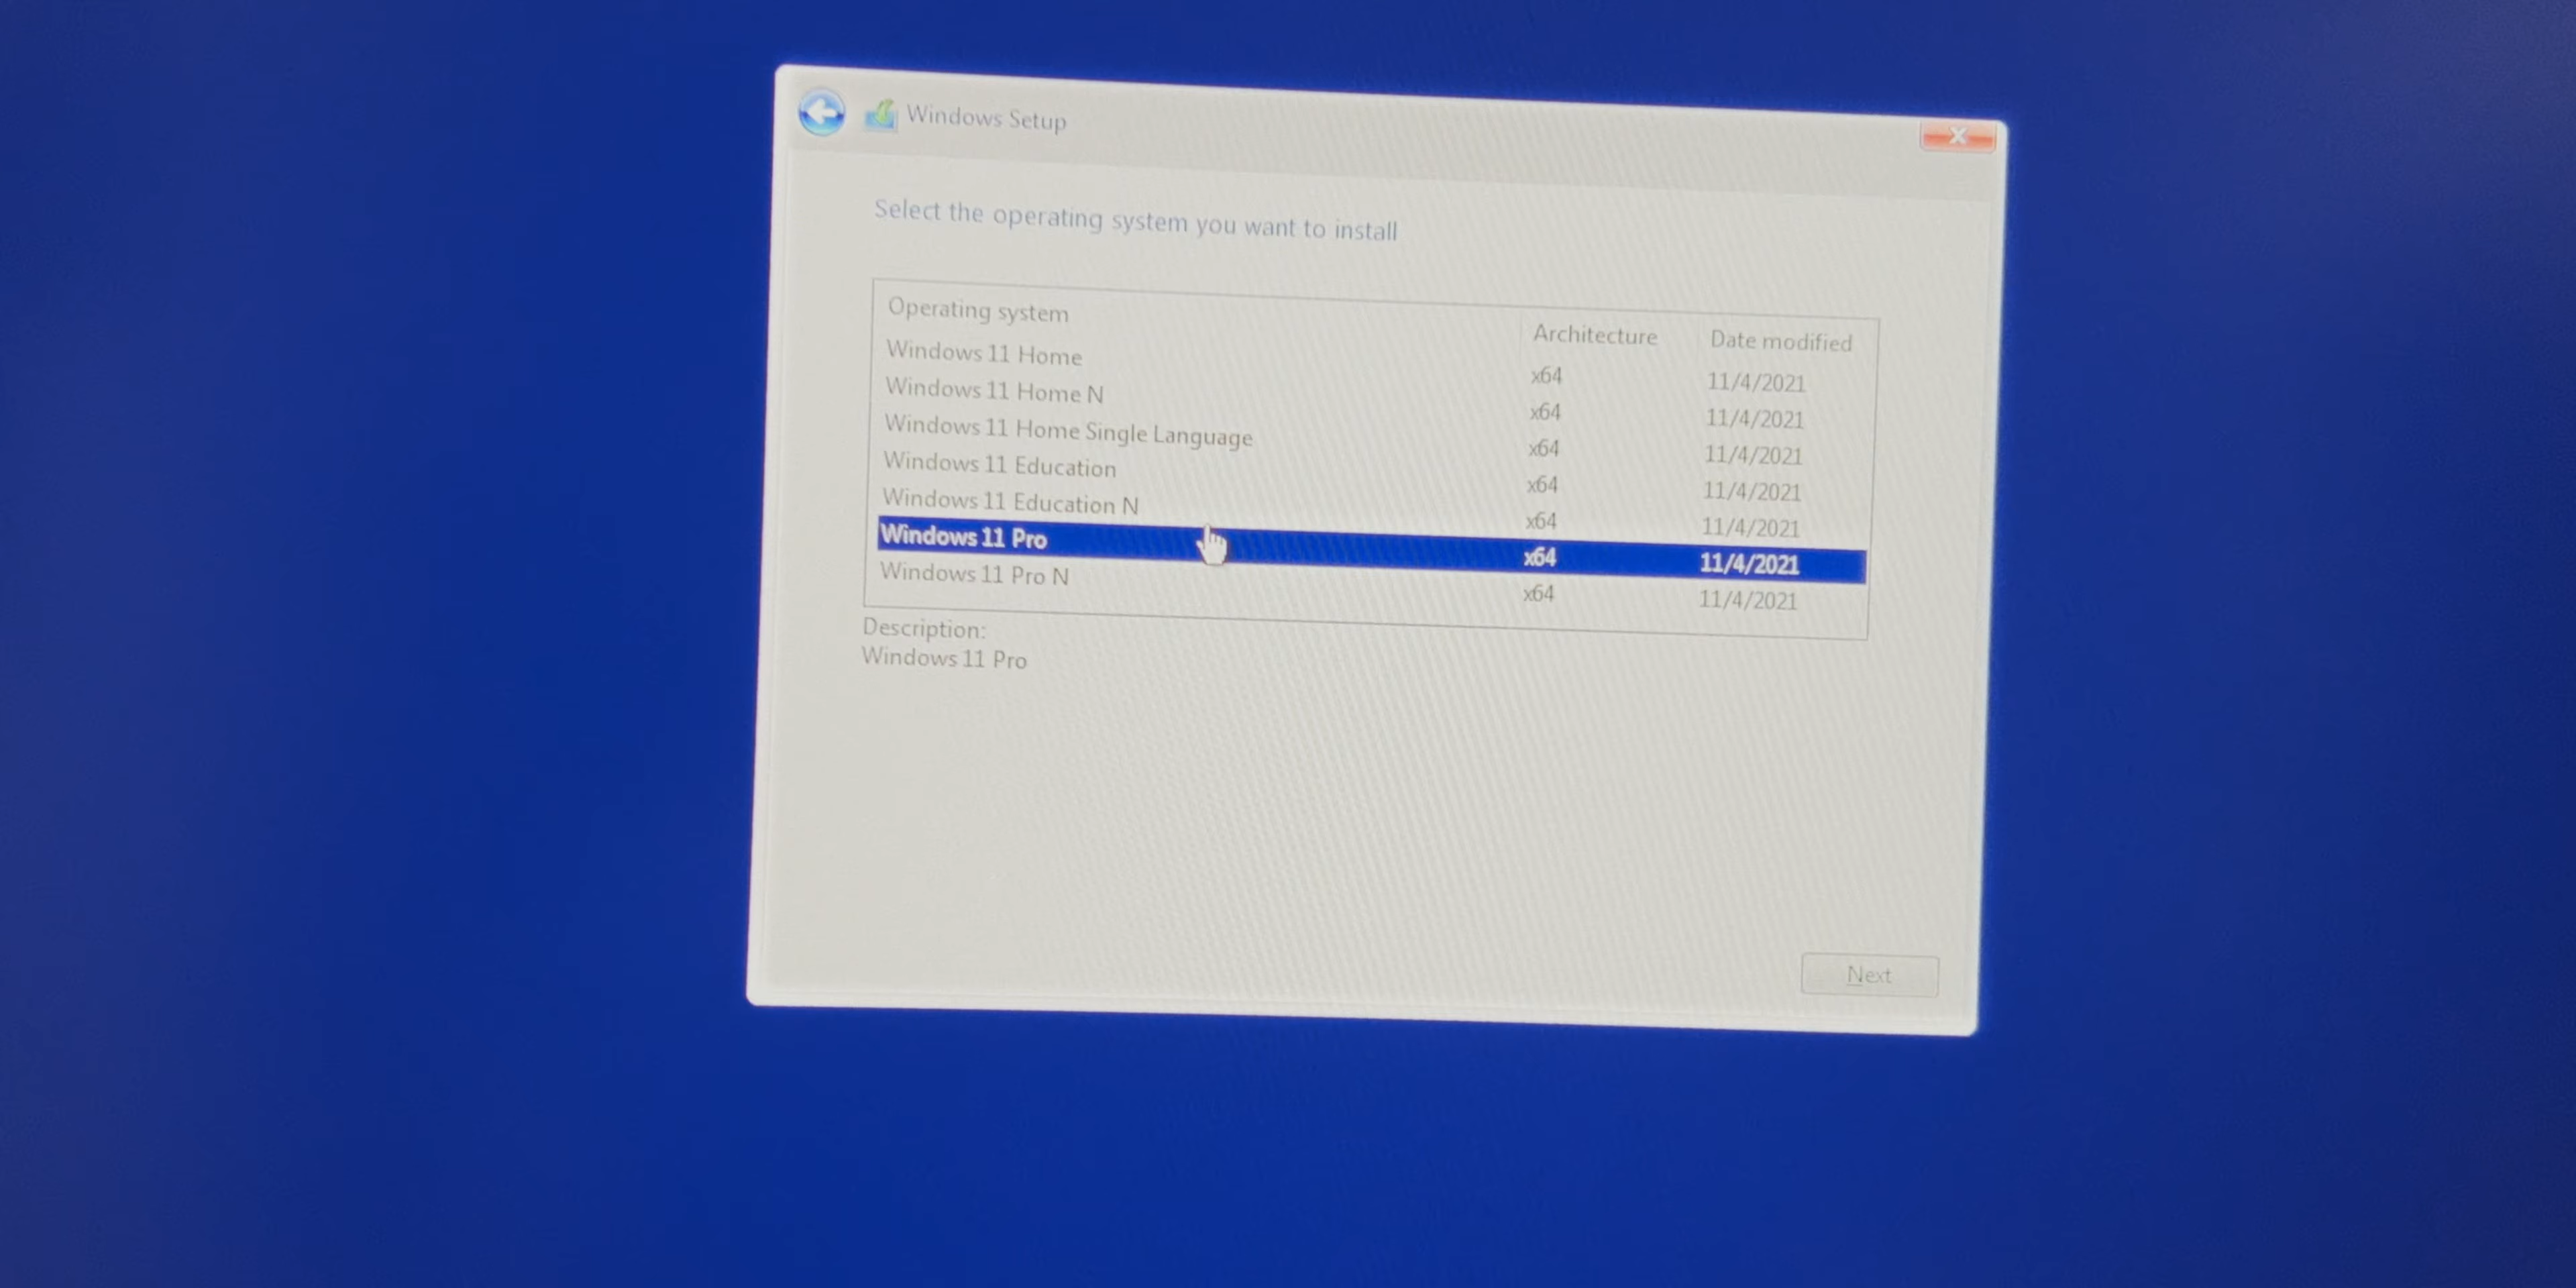 Windows Setup
Select the operating system you want to install
Operating system Architecture Date modified
Windows 11 Home x64 11/4/2021
Windows 11 Home N x64 11/4/2021
Windows 11 Home Single Language x64 11/4/2021
Windows 11 Education x64 11/4/2021
Windows 11 Education N x64 11/4/2021
Windows 11 Pro x64 11/4/2021
Windows 11 Pro N x64 11/4/2021
Description:
Windows 11 Pro
Next